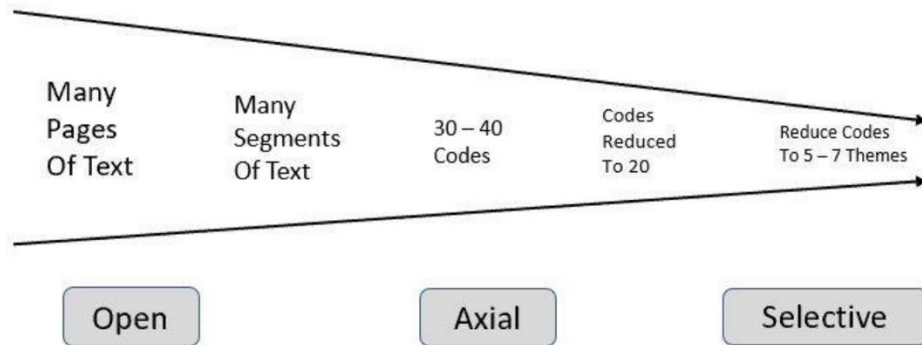 Many
Pages
Of Text
Many
Segments
Of Text
30 – 40
Codes
Codes
Reduced
To 20
Reduce Codes
To 5 – 7 Themes
Open
Axial
Selective